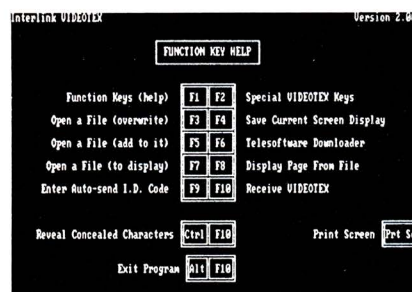 Interlink VIDEOTEX Version 2.0
FUNCTION KEY HELP
Function Keys (help) F1 F2 Special VIDEOTEX Keys
Open a File (overwrite) F3 F4 Save Current Screen Display
Open a File (add to it) F5 F6 Telesoftware Downloader
Open a File (to display) F7 F8 Display Page From File
Enter Auto-send I.D. Code F9 F10 Receive VIDEOTEX
Reveal Concealed Characters Ctrl F10 Print Screen Prt S
Exit Program Alt F10